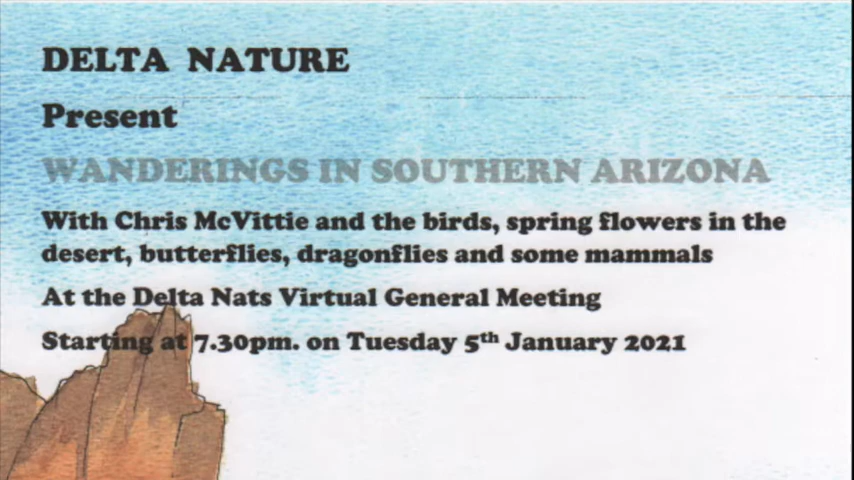 DELTA NATURE
Present
WANDERINGS IN SOUTHERN ARIZONA
With Chris McVittie and the birds, spring flowers in the
desert, butterflies, dragonflies and some mammals
At the Delta Nats Virtual General Meeting
Starting at 7.30pm. on Tuesday 5th January 2021